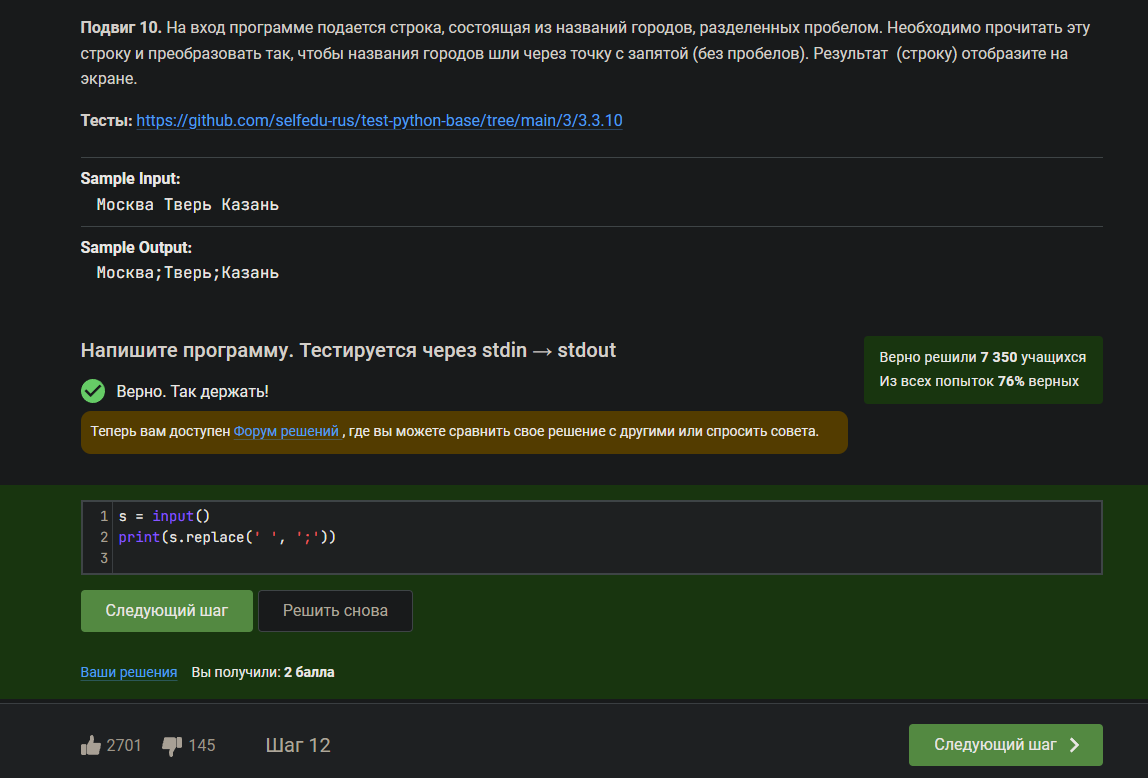 Подвиг 10. На вход программе подается строка, состоящая из названий городов, разделенных пробелом. Необходимо прочитать эту
строку и преобразовать так, чтобы названия городов шли через точку с запятой (без пробелов). Результат  (строку) отобразите на
экране.
Тесты: https://github.com/selfedu-rus/test-python-base/tree/main/3/3.3.10
Sample Input:
Москва Тверь Казань
Sample Output:
Москва;Тверь;Казань
Напишите программу. Тестируется через stdin → stdout
Верно решили 7 350 учащихся
Из всех попыток 76% верных
Верно. Так держать!
Теперь вам доступен Форум решений , где вы можете сравнить свое решение с другими или спросить совета.
1 s = input()
2 print(s.replace(' ', ';'))
3
Следующий шаг
Решить снова
Ваши решения Вы получили: 2 балла
2701 145 Шаг 12
Следующий шаг